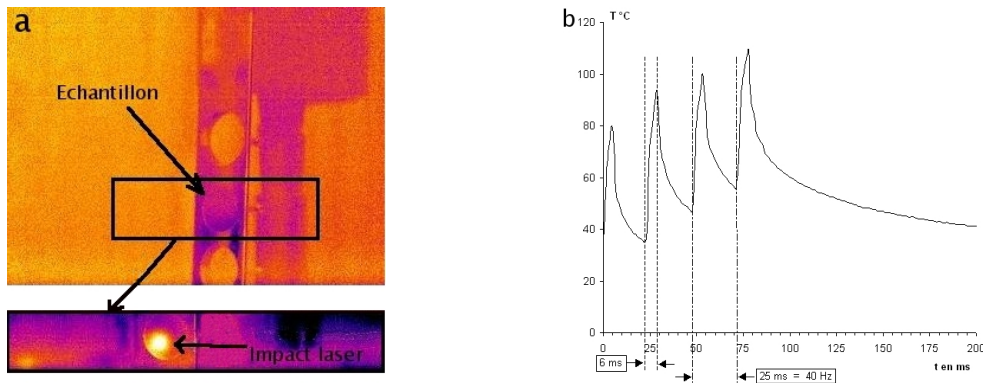 a
Echantillon
Impact laser
b
T °C
120
100
80
60
40
20
0
0 25 50 75 100 125 150 175 200
t en ms
6 ms
25 ms = 40 Hz